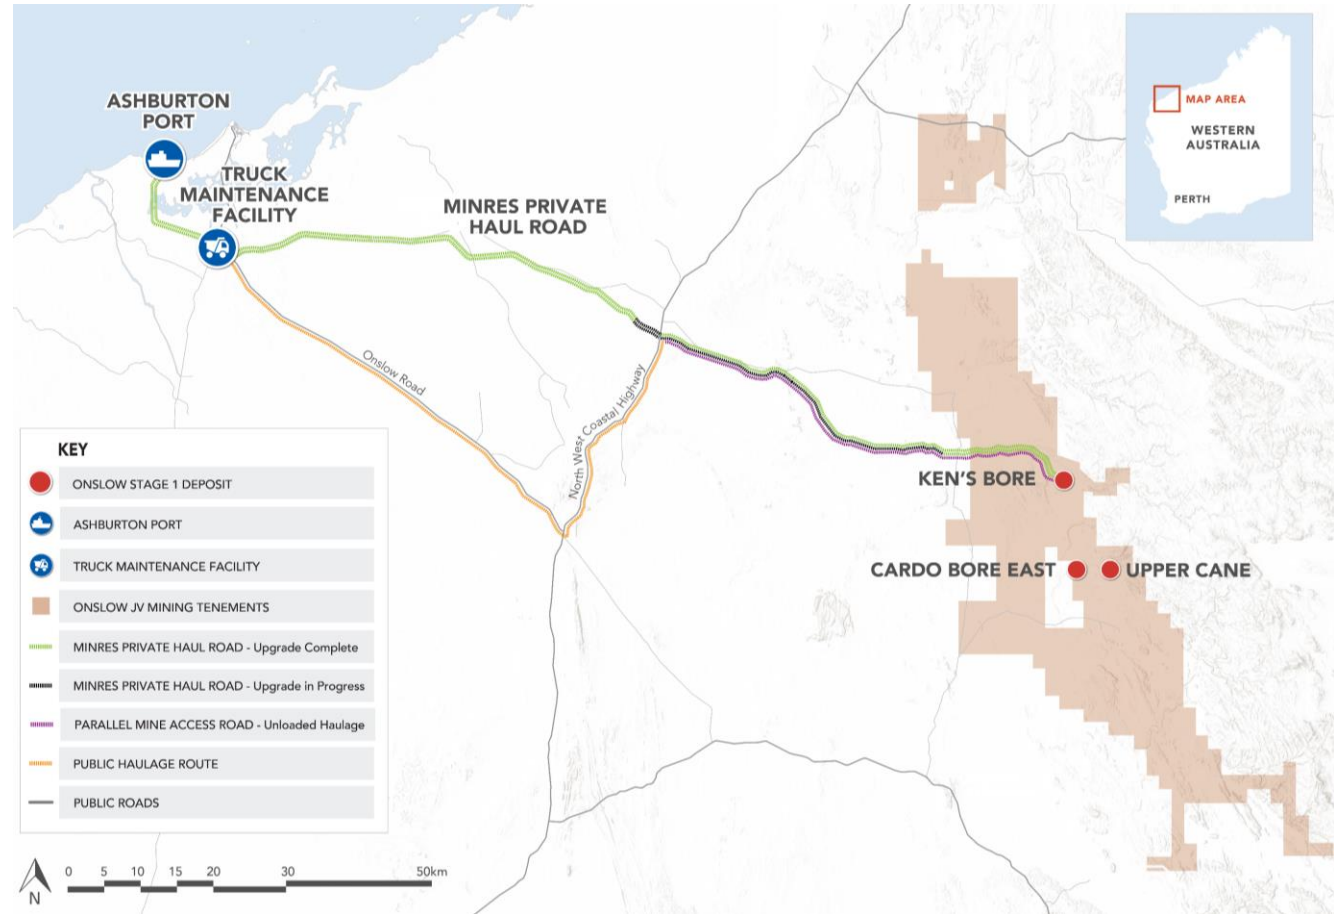 ASHBURTON
PORT
TRUCK
MAINTENANCE
FACILITY
MINRES PRIVATE
HAUL ROAD
MAP AREA
WESTERN
AUSTRALIA
PERTH
Onslow Road
North West Coastal Highway
KEN'S BORE
CARDO BORE EAST
UPPER CANE
KEY
ONSLOW STAGE 1 DEPOSIT
ASHBURTON PORT
TRUCK MAINTENANCE FACILITY
ONSLOW JV MINING TENEMENTS
MINRES PRIVATE HAUL ROAD - Upgrade Complete
MINRES PRIVATE HAUL ROAD - Upgrade in Progress
PARALLEL MINE ACCESS ROAD - Unloaded Haulage
PUBLIC HAULAGE ROUTE
PUBLIC ROADS
N
0 5 10 15 20 30 50km